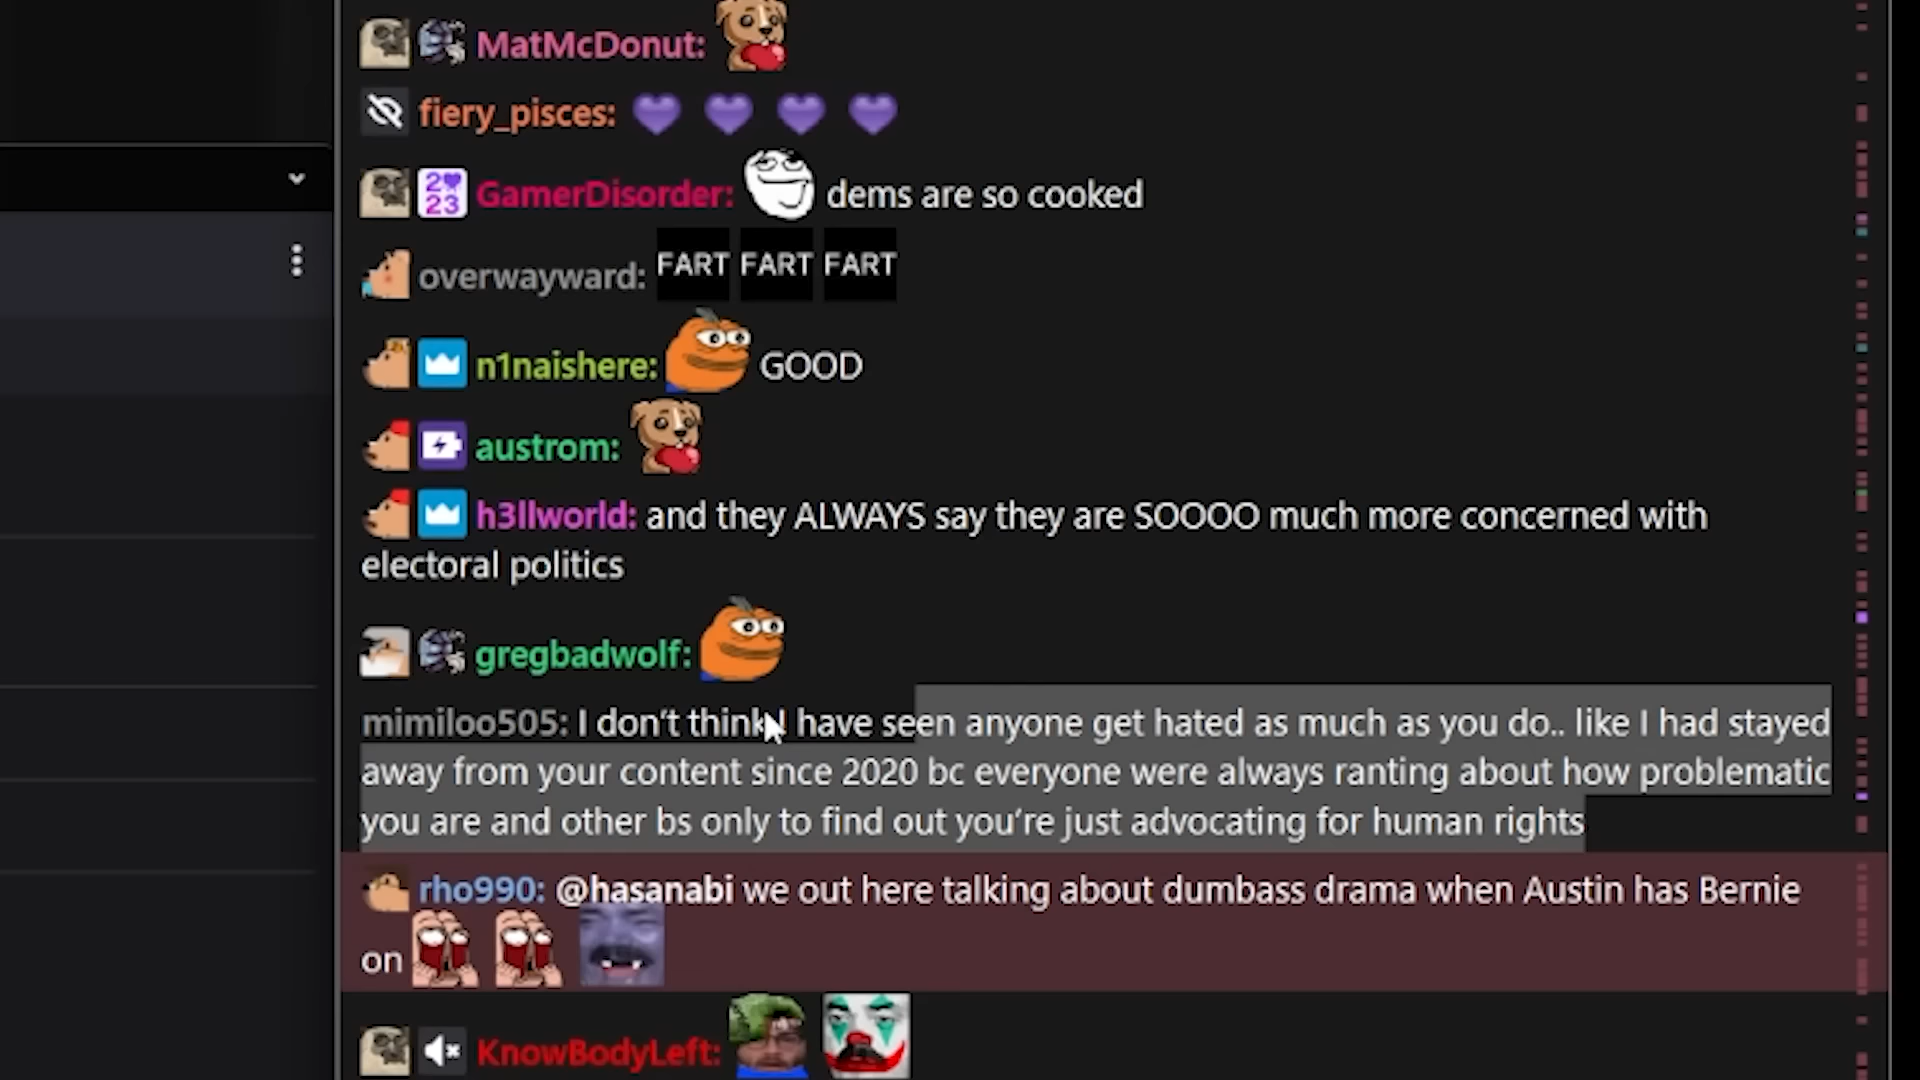 MatMcDonut:
fiery_pisces:
2 23 GamerDisorder: dems are so cooked
overwayward: FART FART FART
n1naishere: GOOD
austrom:
h3llworld: and they ALWAYS say they are SOOOO much more concerned with
electoral politics
gregbadwolf:
mimiloo505: I don't think I have seen anyone get hated as much as you do.. like I had stayed
away from your content since 2020 bc everyone were always ranting about how problematic
you are and other bs only to find out you're just advocating for human rights
rho990: @hasanabi we out here talking about dumbass drama when Austin has Bernie
on
KnowBodyLeft: